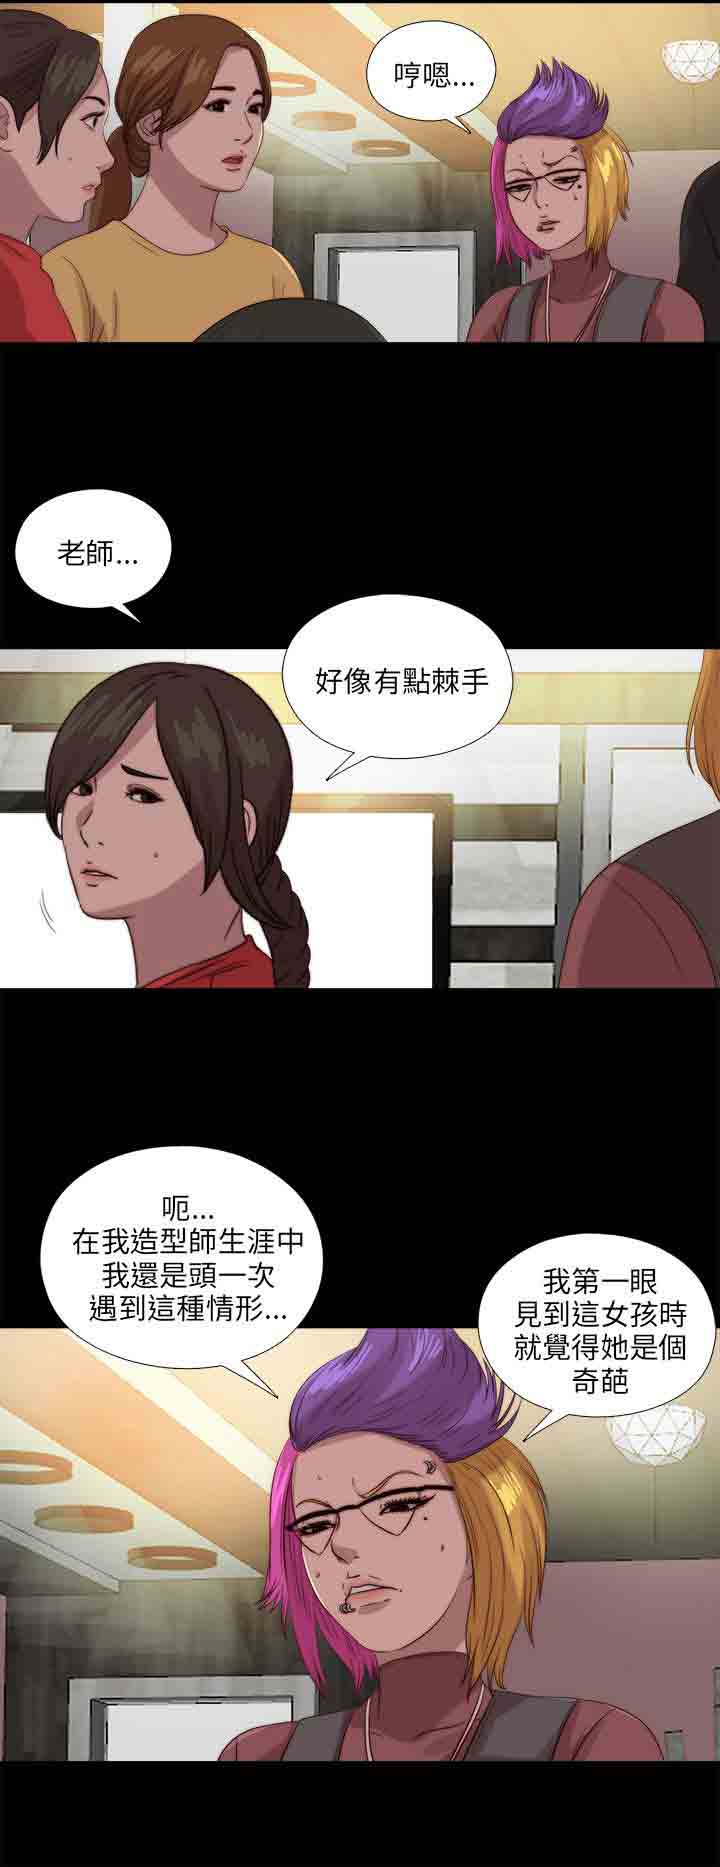 哼嗯...
老師...
好像有點棘手
呃...
在我造型師生涯中
我還是頭一次
遇到這種情形...
我第一眼
見到這女孩時
就覺得她是個
奇葩